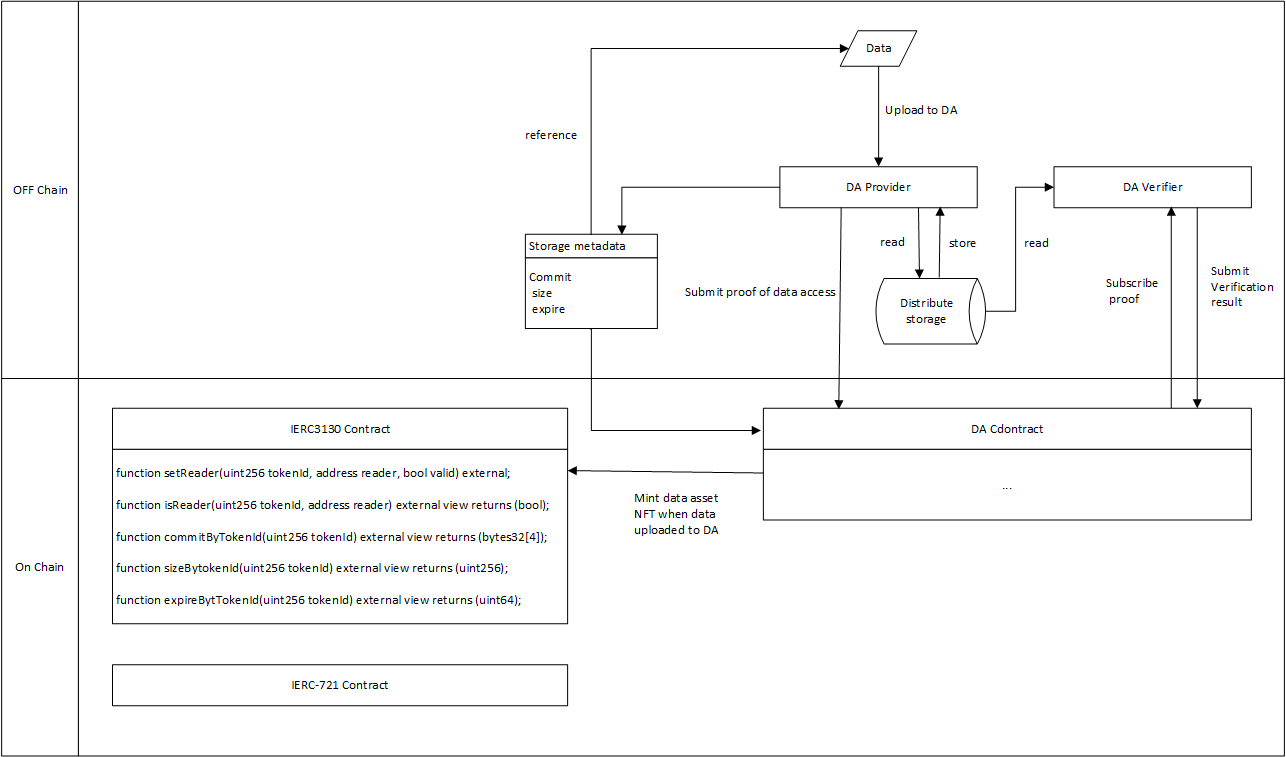 Data
Upload to DA
reference
OFF Chain
DA Provider
DA Verifier
Storage metadata
read
store
read
Commit
size
expire
Submit proof of data access
Distribute
storage
Subscribe
proof
Submit
Verification
result
IERC3130 Contract
DA Cdontract
function setReader(uint256 tokenId, address reader, bool valid) external;
function isReader(uint256 tokenId, address reader) external view returns (bool);
function commitByTokenId(uint256 tokenId) external view returns (bytes32[4]);
function sizeBytokenId(uint256 tokenId) external view returns (uint256);
function expireBytTokenId(uint256 tokenId) external view returns (uint64);
...
Mint data asset
NFT when data
uploaded to DA
On Chain
IERC-721 Contract